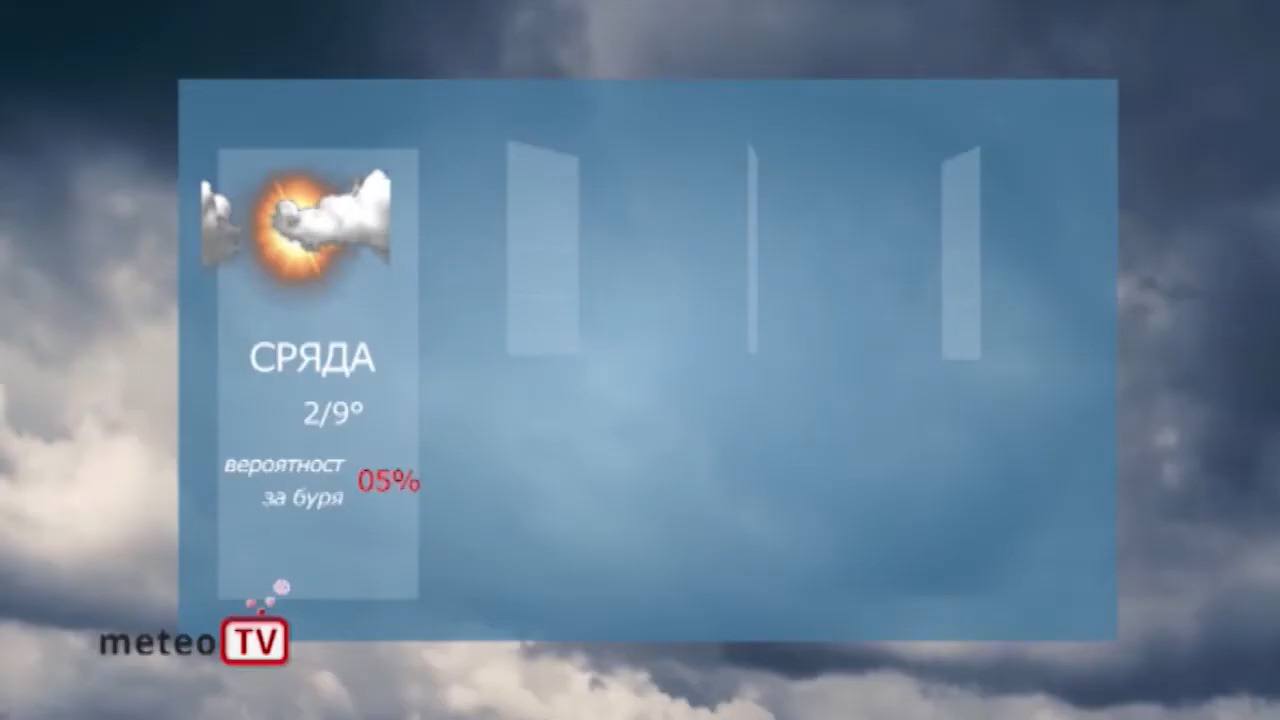 СРЯДА
2/9°
вероятност
за буря
05%
meteo TV